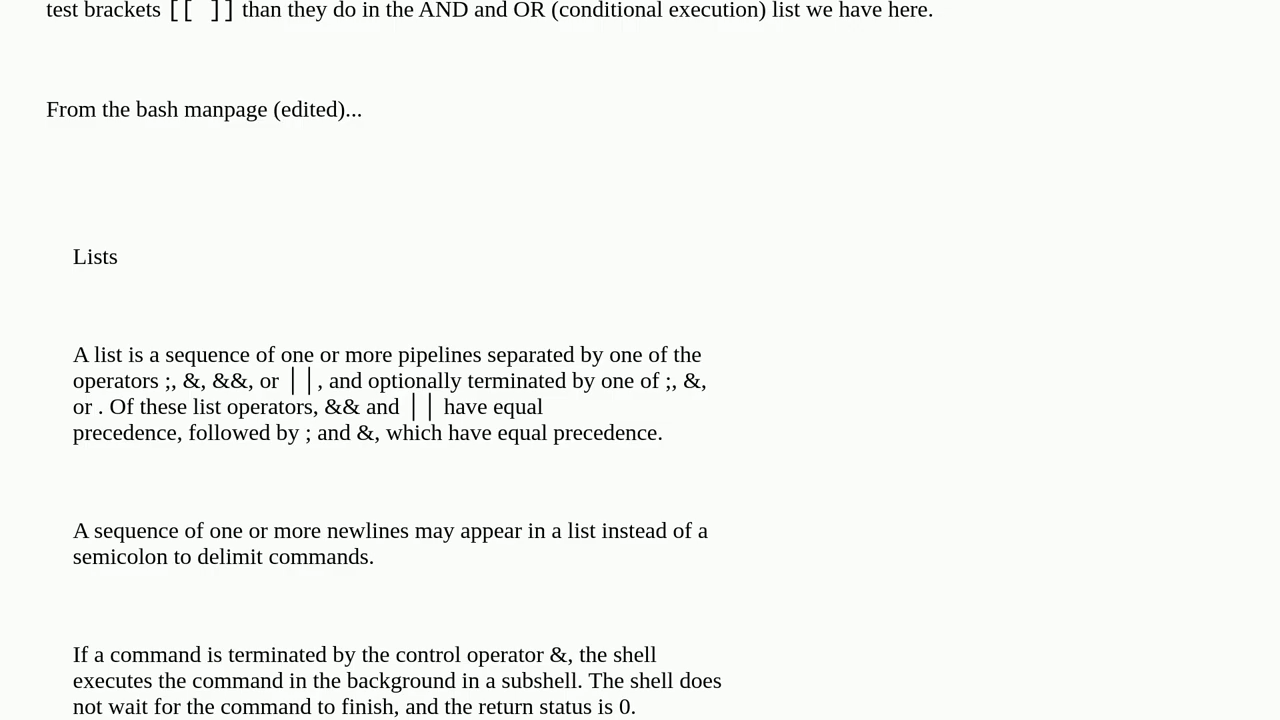 test brackets [[ ]] than they do in the AND and OR (conditional execution) list we have here.
From the bash manpage (edited)...
Lists
A list is a sequence of one or more pipelines separated by one of the
operators ;, &, &&, or ││, and optionally terminated by one of ;, &,
or . Of these list operators, && and ││ have equal
precedence, followed by ; and &, which have equal precedence.
A sequence of one or more newlines may appear in a list instead of a
semicolon to delimit commands.
If a command is terminated by the control operator &, the shell
executes the command in the background in a subshell. The shell does
not wait for the command to finish, and the return status is 0.